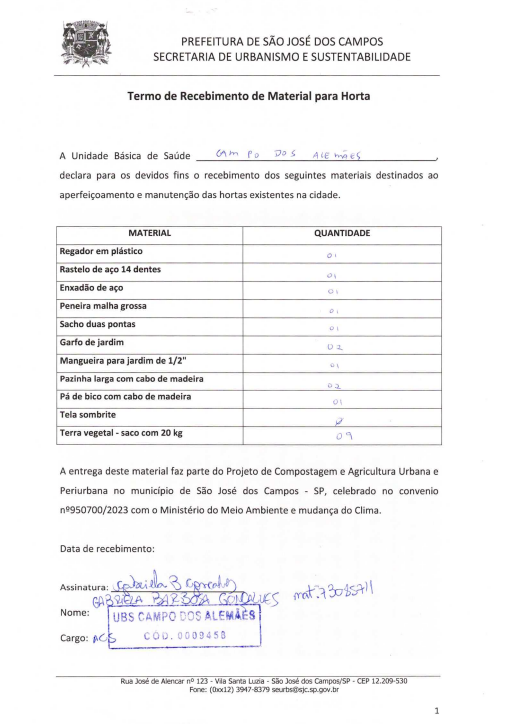 PREFEITURA DE SÃO JOSÉ DOS CAMPOS
SECRETARIA DE URBANISMO E SUSTENTABILIDADE
Termo de Recebimento de Material para Horta
A Unidade Básica de Saúde CAMPO DOS ALEMÃES,
declara para os devidos fins o recebimento dos seguintes materiais destinados ao
aperfeiçoamento e manutenção das hortas existentes na cidade.
MATERIAL QUANTIDADE
Regador em plástico 01
Rastelo de aço 14 dentes 01
Enxadão de aço 01
Peneira malha grossa 01
Sacho duas pontas 01
Garfo de jardim 02
Mangueira para jardim de 1/2" 01
Pazinha larga com cabo de madeira 02
Pá de bico com cabo de madeira 01
Tela sombrite Ø
Terra vegetal - saco com 20 kg 09
A entrega deste material faz parte do Projeto de Compostagem e Agricultura Urbana e
Periurbana no município de São José dos Campos - SP, celebrado no convenio
nº950700/2023 com o Ministério do Meio Ambiente e mudança do Clima.
Data de recebimento:
Assinatura: Gabriella B Gonçalves
GABRIELA BARBOSA GONÇALVES mat.: 73085711
Nome:
UBS CAMPO DOS ALEMÃES
Cargo: ACS
CÓD. 0009458
Rua José de Alencar nº 123 - Vila Santa Luzia - São José dos Campos/SP - CEP 12.209-530
Fone: (0xx12) 3947-8379 seurbs@sjc.sp.gov.br
1